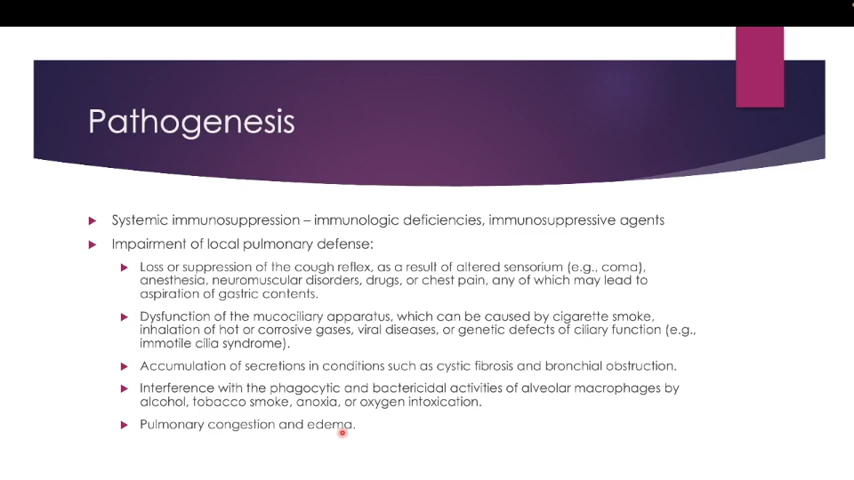 Pathogenesis
Systemic immunosuppression – immunologic deficiencies, immunosuppressive agents
Impairment of local pulmonary defense:
Loss or suppression of the cough reflex, as a result of altered sensorium (e.g., coma),
anesthesia, neuromuscular disorders, drugs, or chest pain, any of which may lead to
aspiration of gastric contents.
Dysfunction of the mucociliary apparatus, which can be caused by cigarette smoke,
inhalation of hot or corrosive gases, viral diseases, or genetic defects of ciliary function (e.g.,
immotile cilia syndrome).
Accumulation of secretions in conditions such as cystic fibrosis and bronchial obstruction.
Interference with the phagocytic and bactericidal activities of alveolar macrophages by
alcohol, tobacco smoke, anoxia, or oxygen intoxication.
Pulmonary congestion and edema.